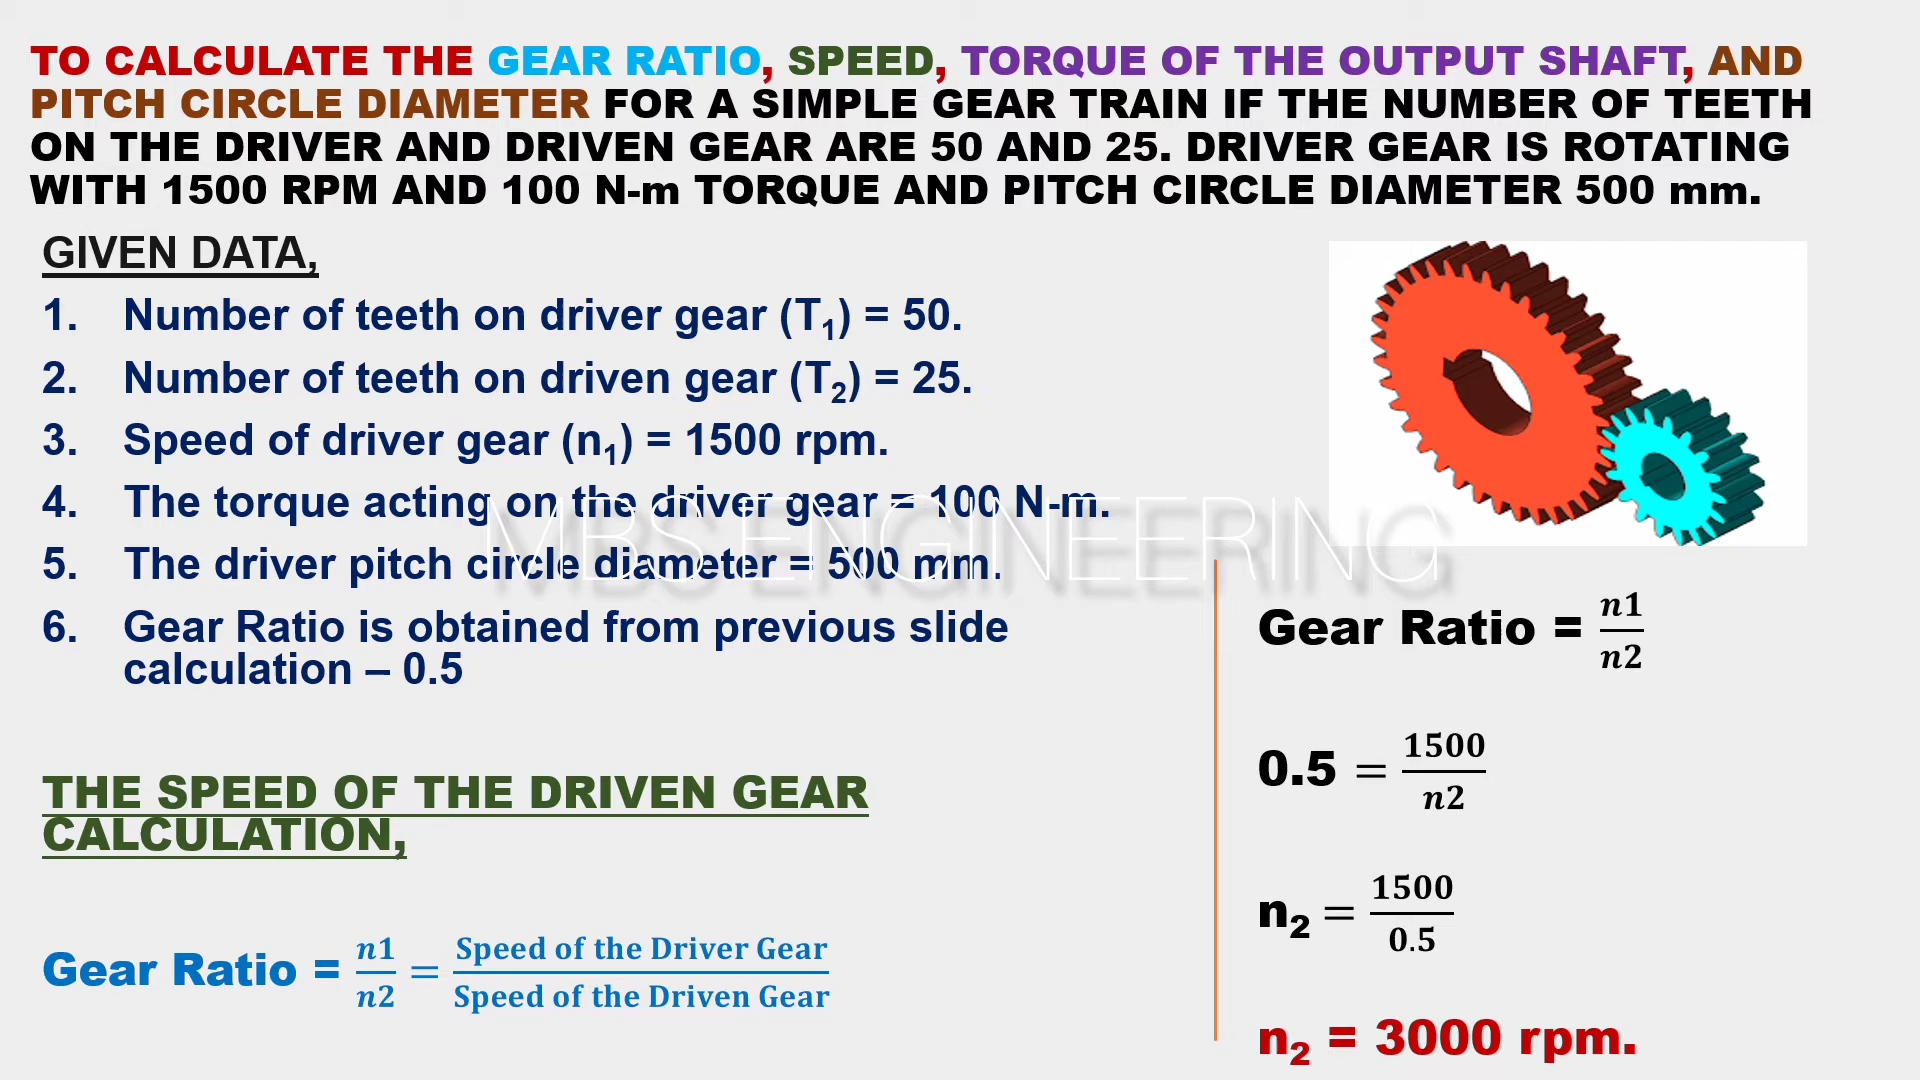 TO CALCULATE THE GEAR RATIO, SPEED, TORQUE OF THE OUTPUT SHAFT, AND
PITCH CIRCLE DIAMETER FOR A SIMPLE GEAR TRAIN IF THE NUMBER OF TEETH
ON THE DRIVER AND DRIVEN GEAR ARE 50 AND 25. DRIVER GEAR IS ROTATING
WITH 1500 RPM AND 100 N-m TORQUE AND PITCH CIRCLE DIAMETER 500 mm.
GIVEN DATA,
1. Number of teeth on driver gear (T₁) = 50.
2. Number of teeth on driven gear (T₂) = 25.
3. Speed of driver gear (n₁) = 1500 rpm.
4. The torque acting on the driver gear = 100 N-m.
5. The driver pitch circle diameter = 500 mm.
6. Gear Ratio is obtained from previous slide
calculation – 0.5
MBS ENGINEERING
THE SPEED OF THE DRIVEN GEAR
CALCULATION,
Gear Ratio = n1/n2 = Speed of the Driver Gear/Speed of the Driven Gear
Gear Ratio = n1/n2
0.5 = 1500/n2
n₂ = 1500/0.5
n₂ = 3000 rpm.